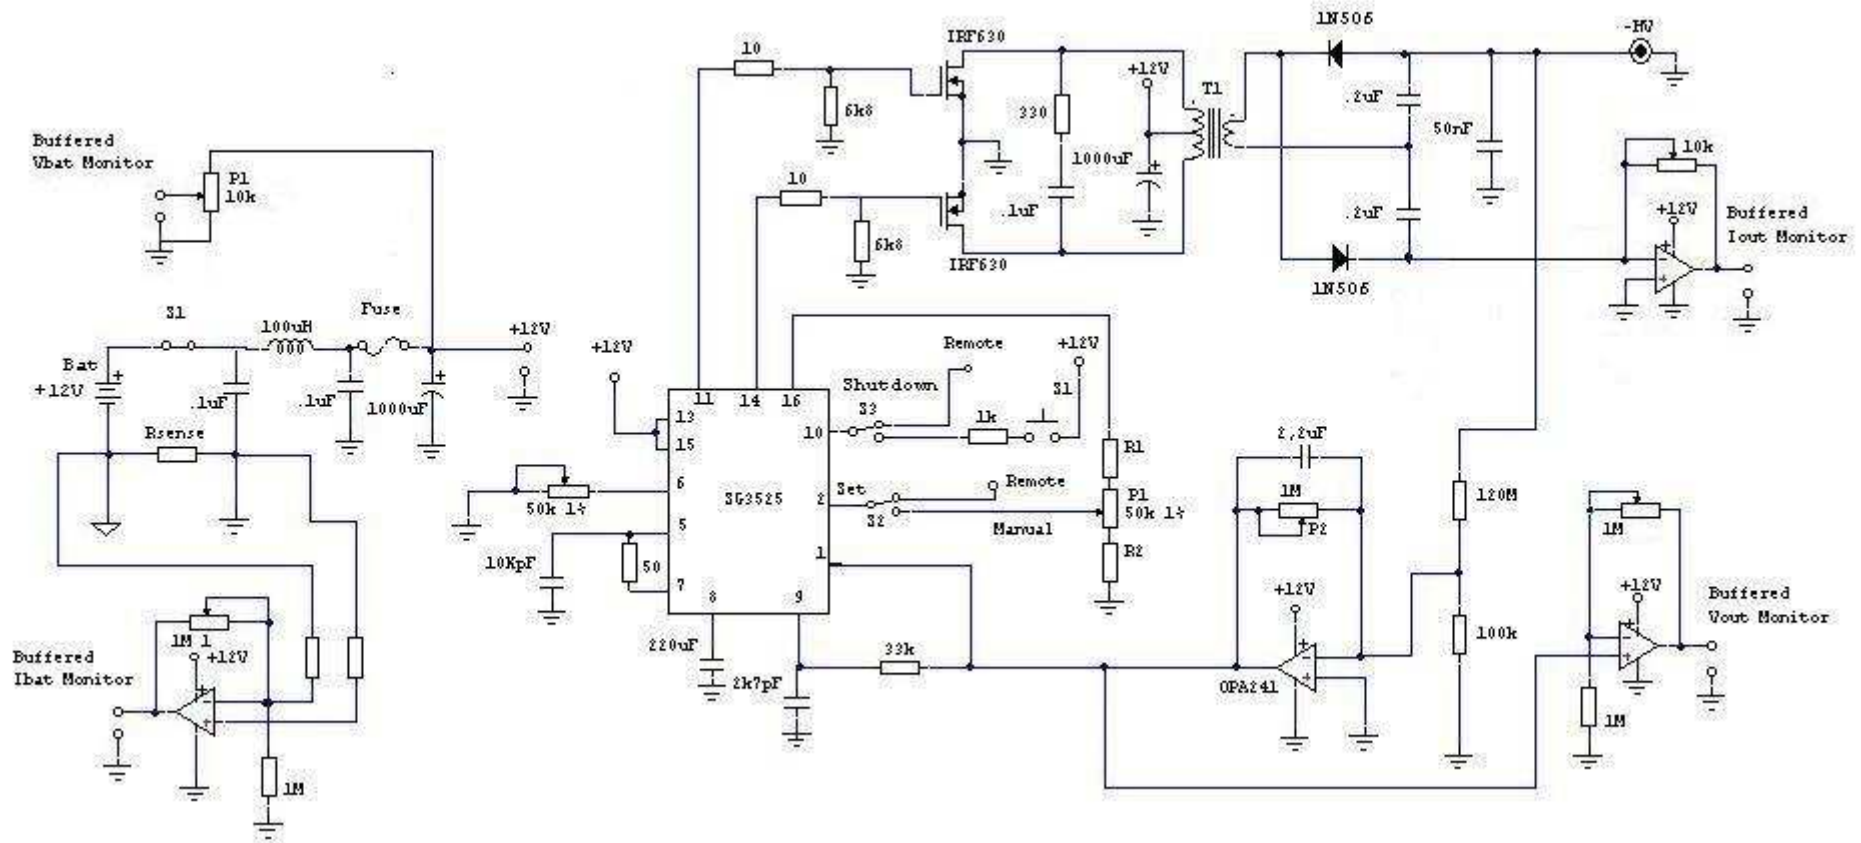 1N506
-HV
10
IRF630
+12V
T1
.2uF
6k8
330
50nF
10k
Buffered
Vbat Monitor
P1
10k
1000uF
10
.1uF
.2uF
+12V
Buffered
Iout Monitor
6k8
IRF630
1N506
S1
100uH
Fuse
+12V
+12V
Remote
+12V
Bat
+12V
.1uF
.1uF
1000uF
11
14
16
Shutdown
S1
13
15
10
S3
1k
Rsense
R1
2,2uF
6
SG3525
2
Set
Remote
P1
50k 1%
50k 1%
S2
Manual
1M
P2
120M
1M
5
10KpF
50
1
R2
7
8
9
+12V
+12V
Buffered
Vout Monitor
1M 1
+12V
Buffered
Ibat Monitor
220uF
33k
100k
2k7pF
OPA241
1M
1M